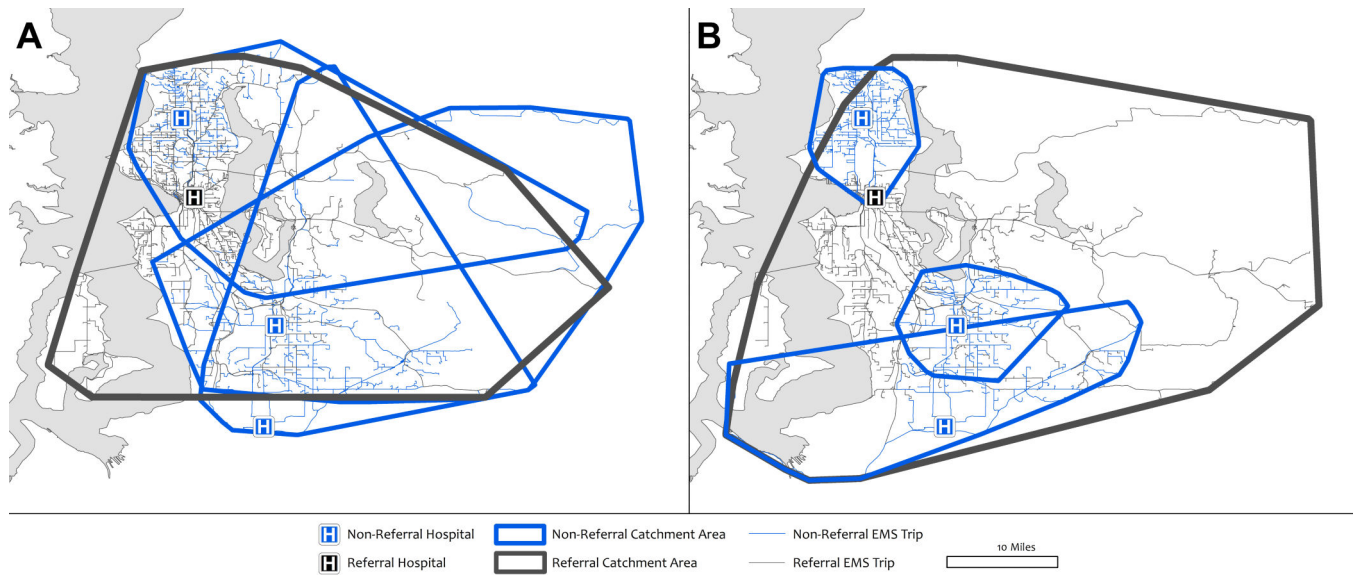 A
B
H
H
H
H
H
H
H
H
H Non-Referral Hospital
Non-Referral Catchment Area
Non-Referral EMS Trip
10 Miles
H Referral Hospital
Referral Catchment Area
Referral EMS Trip